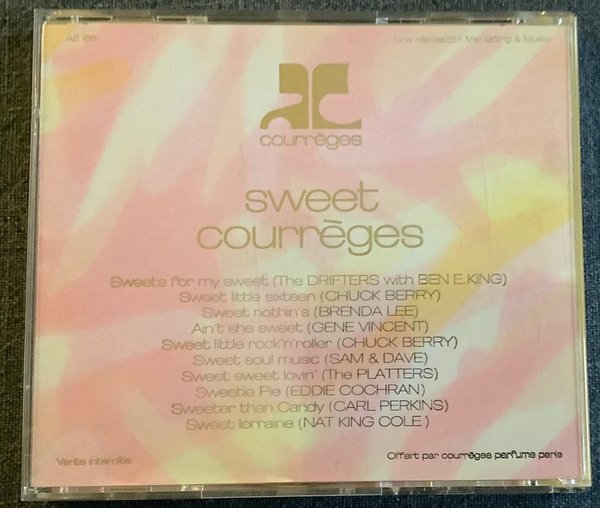 Une réalisation Marketing & Music
courrèges
sweet
courrèges
Sweets for my sweet (The DRIFTERS with BEN E.KING)
Sweet little sixteen (CHUCK BERRY)
Sweet nothin's (BRENDA LEE)
Ain't she sweet (GENE VINCENT)
Sweet little rock'n'roller (CHUCK BERRY)
Sweet soul music (SAM & DAVE)
Sweet sweet lovin' (The PLATTERS)
Sweetie Pie (EDDIE COCHRAN)
Sweeter than Candy (CARL PERKINS)
Sweet lorraine (NAT KING COLE )
Vente interdite
Offert par courrèges parfums paris